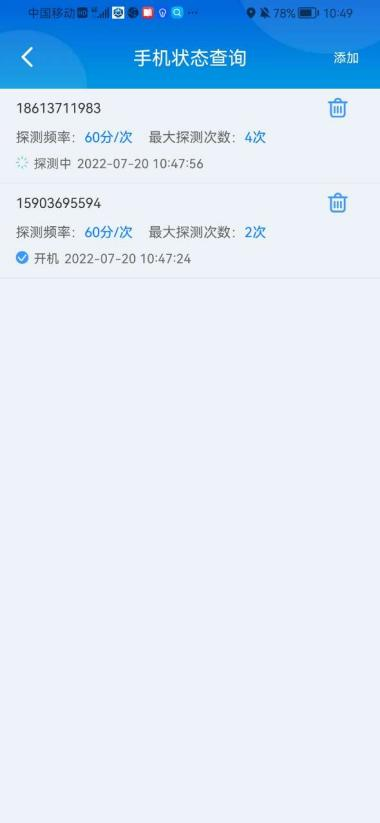 中国移动 HD 78% 10:49
手机状态查询 添加
18613711983
探测频率：60分/次 最大探测次数：4次
探测中 2022-07-20 10:47:56
15903695594
探测频率：60分/次 最大探测次数：2次
开机 2022-07-20 10:47:24